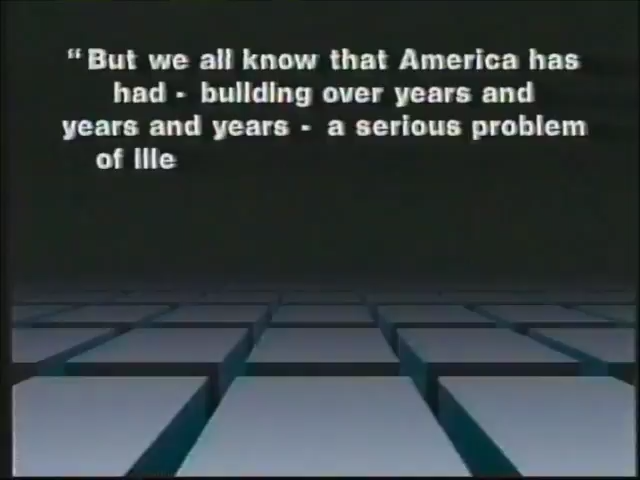 “But we all know that America has
had - building over years and
years and years - a serious problem
of Ille